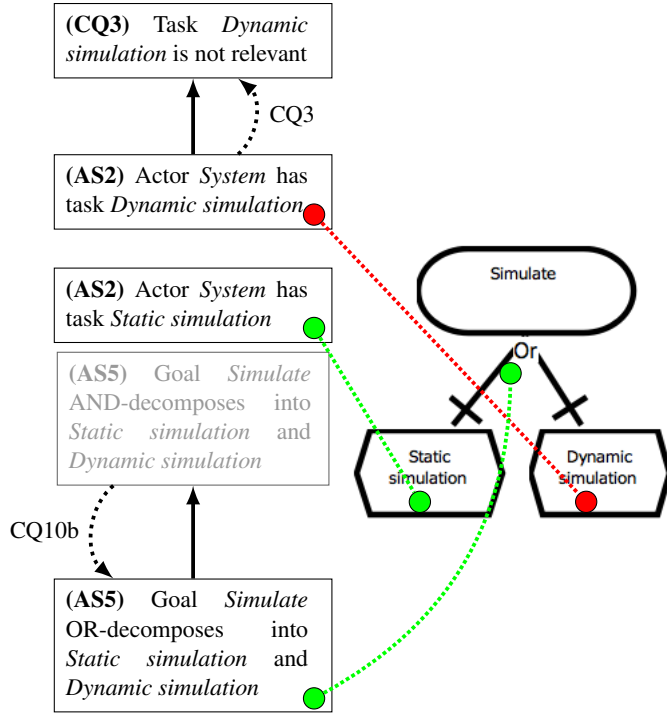 (CQ3) Task Dynamic
simulation is not relevant
CQ3
(AS2) Actor System has
task Dynamic simulation
(AS2) Actor System has
task Static simulation
(AS5) Goal Simulate
AND-decomposes into
Static simulation and
Dynamic simulation
CQ10b
(AS5) Goal Simulate
OR-decomposes into
Static simulation and
Dynamic simulation
Simulate
Or
Static
simulation
Dynamic
simulation